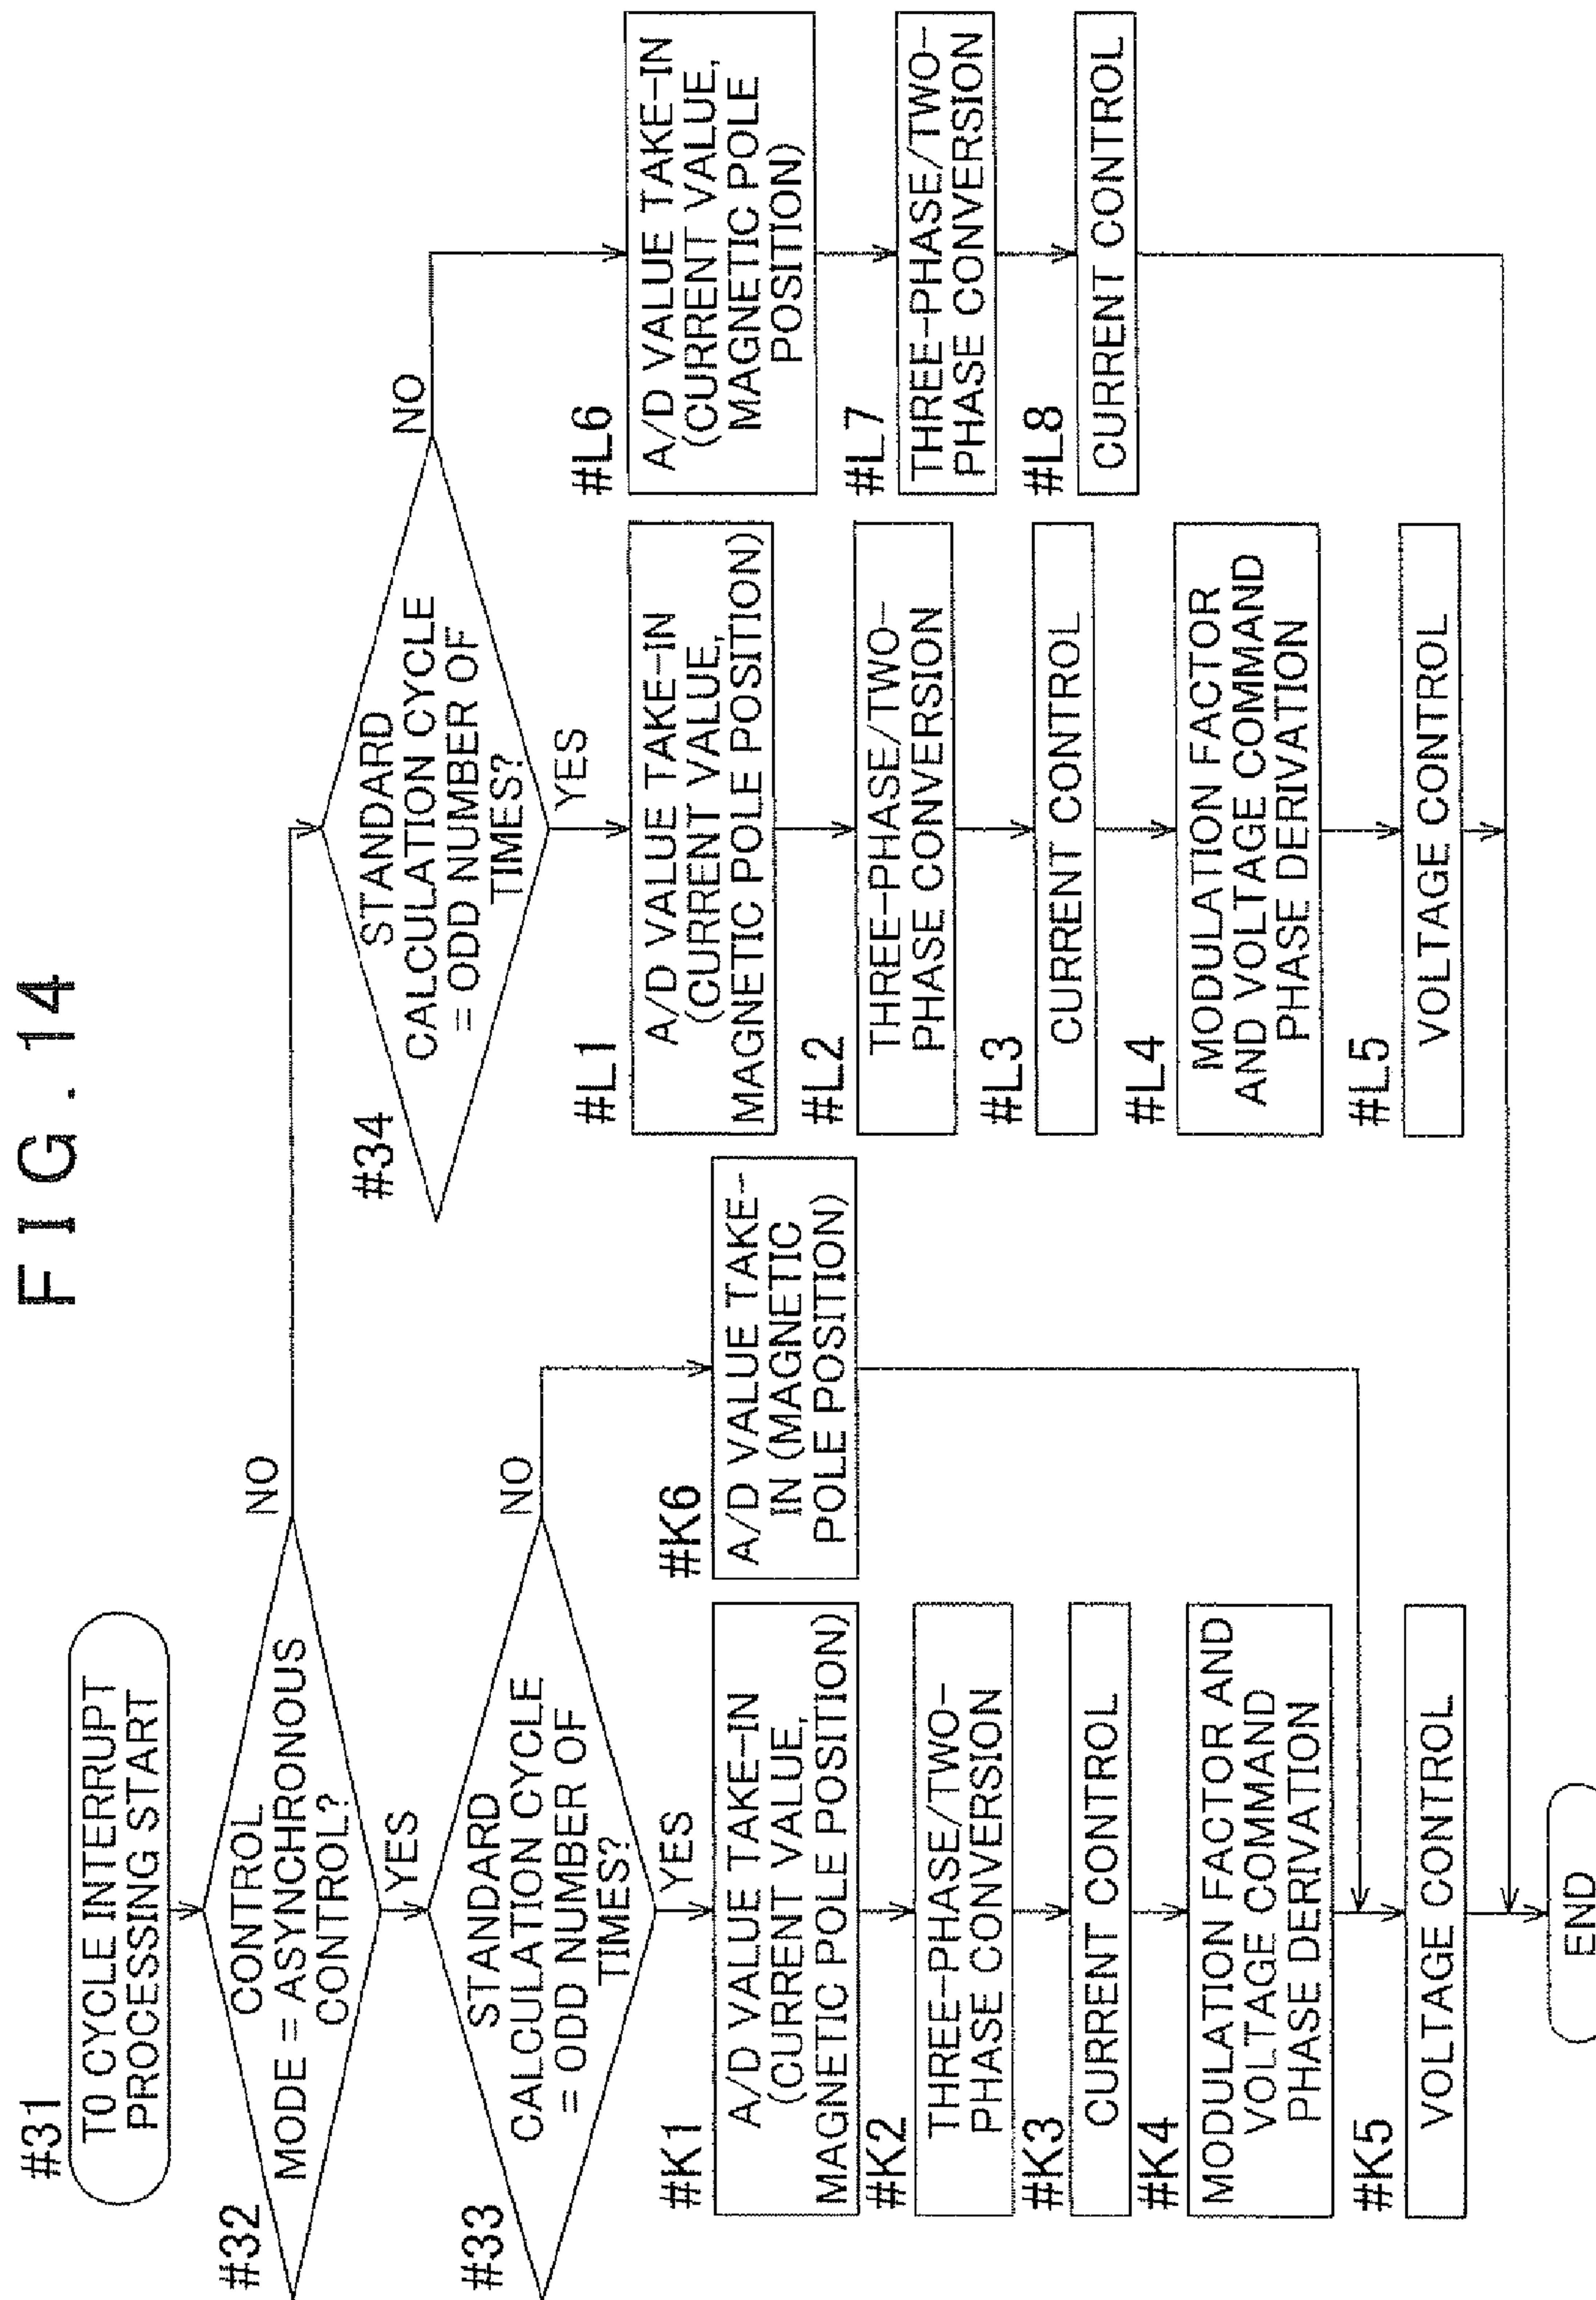 FIG. 14
#31
T0 CYCLE INTERRUPT
PROCESSING START
#32
CONTROL
MODE = ASYNCHRONOUS
CONTROL?
NO
YES
#33
STANDARD
CALCULATION CYCLE
= ODD NUMBER OF
TIMES?
NO
YES
#K1
A/D VALUE TAKE-IN
(CURRENT VALUE,
MAGNETIC POLE POSITION)
#K2
THREE-PHASE/TWO-
PHASE CONVERSION
#K3
CURRENT CONTROL
#K4
MODULATION FACTOR AND
VOLTAGE COMMAND
PHASE DERIVATION
#K5
VOLTAGE CONTROL
#K6
A/D VALUE TAKE-
IN (MAGNETIC
POLE POSITION)
#34
STANDARD
CALCULATION CYCLE
= ODD NUMBER OF
TIMES?
NO
YES
#L1
A/D VALUE TAKE-IN
(CURRENT VALUE,
MAGNETIC POLE POSITION)
#L2
THREE-PHASE/TWO-
PHASE CONVERSION
#L3
CURRENT CONTROL
#L4
MODULATION FACTOR
AND VOLTAGE COMMAND
PHASE DERIVATION
#L5
VOLTAGE CONTROL
#L6
A/D VALUE TAKE-IN
(CURRENT VALUE,
MAGNETIC POLE
POSITION)
#L7
THREE-PHASE/TWO-
PHASE CONVERSION
#L8
CURRENT CONTROL
END